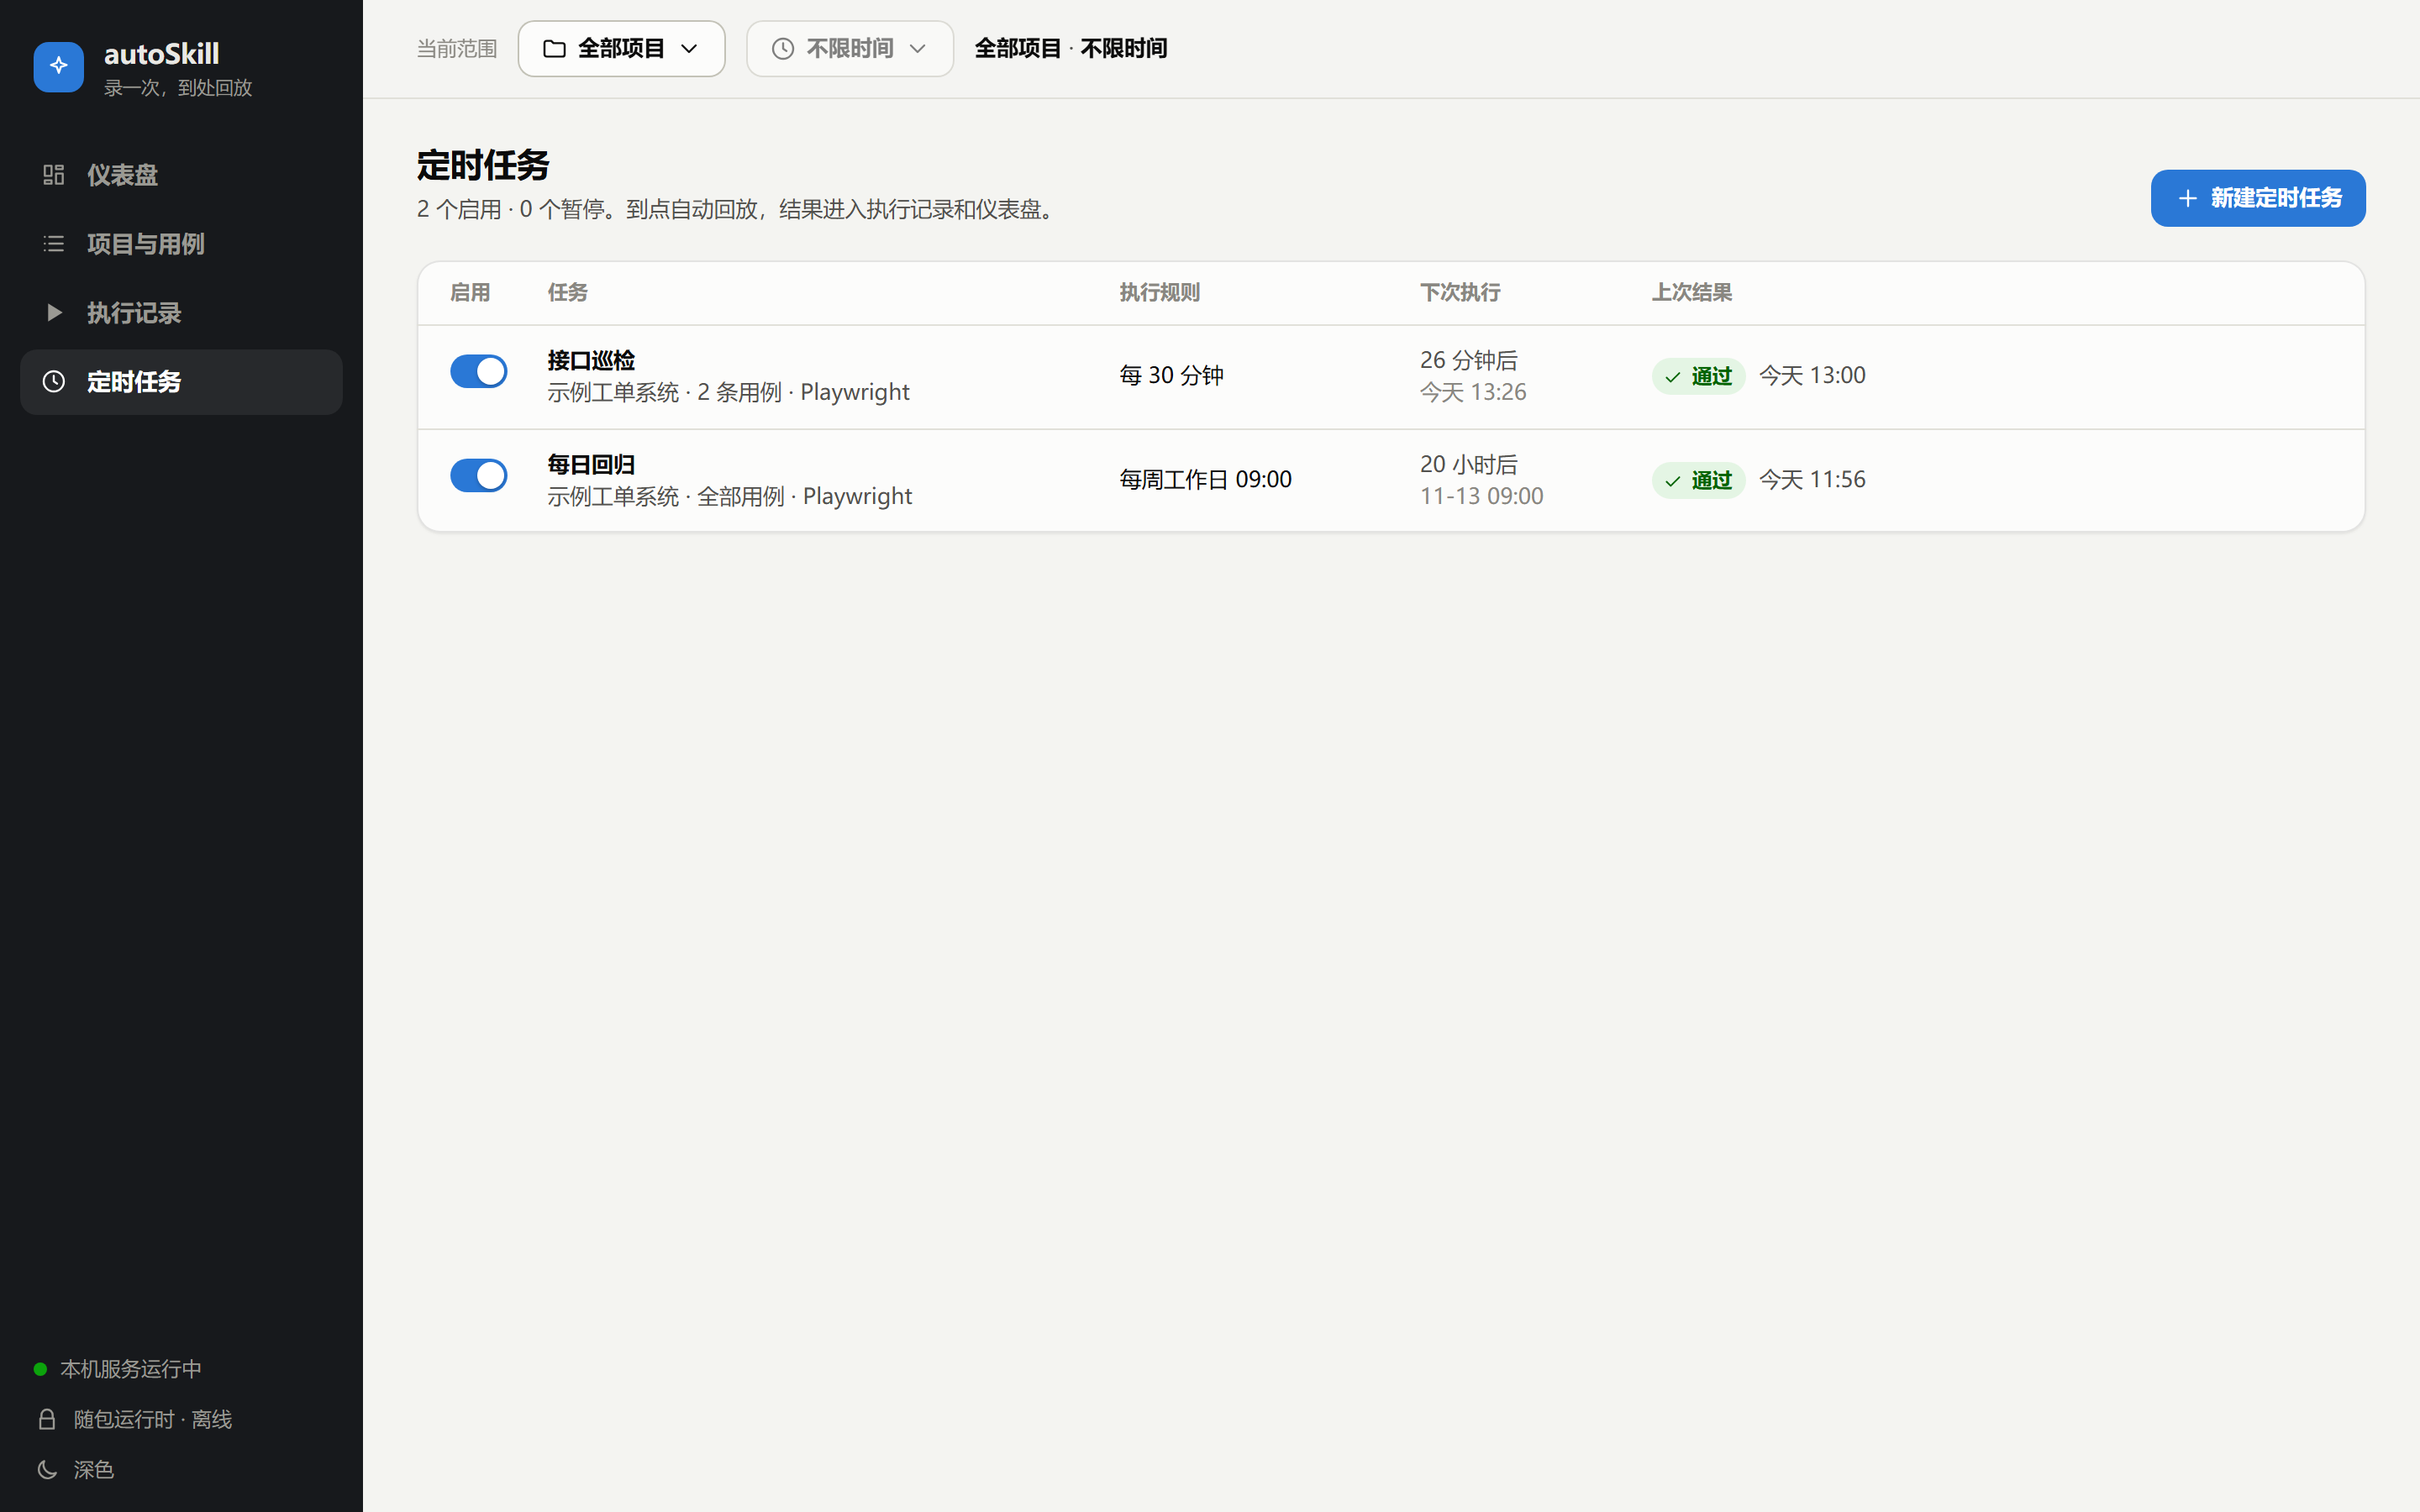 autoSkill
录一次，到处回放
仪表盘
项目与用例
执行记录
定时任务
本机服务运行中
随包运行时 · 离线
深色
当前范围 全部项目 不限时间 全部项目 · 不限时间
定时任务
2 个启用 · 0 个暂停。到点自动回放，结果进入执行记录和仪表盘。
新建定时任务
启用 任务 执行规则 下次执行 上次结果
接口巡检
示例工单系统 · 2 条用例 · Playwright
每 30 分钟
26 分钟后
今天 13:26
通过 今天 13:00
每日回归
示例工单系统 · 全部用例 · Playwright
每周工作日 09:00
20 小时后
11-13 09:00
通过 今天 11:56